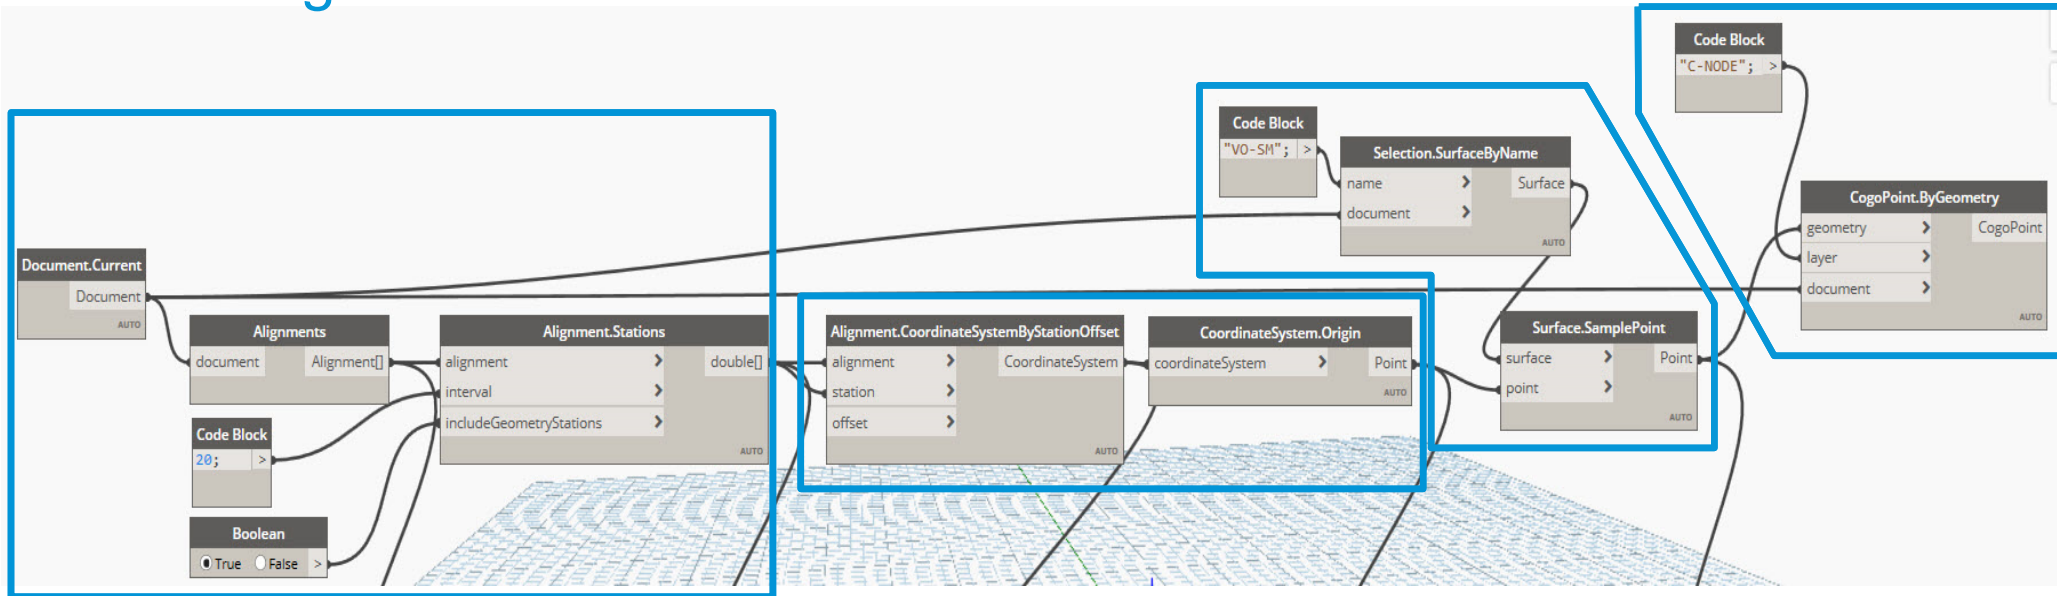 Document.Current
Document
AUTO
Alignments
document Alignment[]
Code Block
20; >
Boolean
True False >
Alignment.Stations
alignment > double[]
interval >
includeGeometryStations >
AUTO
Alignment.CoordinateSystemByStationOffset
alignment > CoordinateSystem
station >
offset >
AUTO
CoordinateSystem.Origin
coordinateSystem > Point
AUTO
Code Block
"VO-SM"; >
Selection.SurfaceByName
name > Surface
document >
AUTO
Surface.SamplePoint
surface > Point
point >
AUTO
Code Block
"C-NODE"; >
CogoPoint.ByGeometry
geometry > CogoPoint
layer >
document >
AUTO